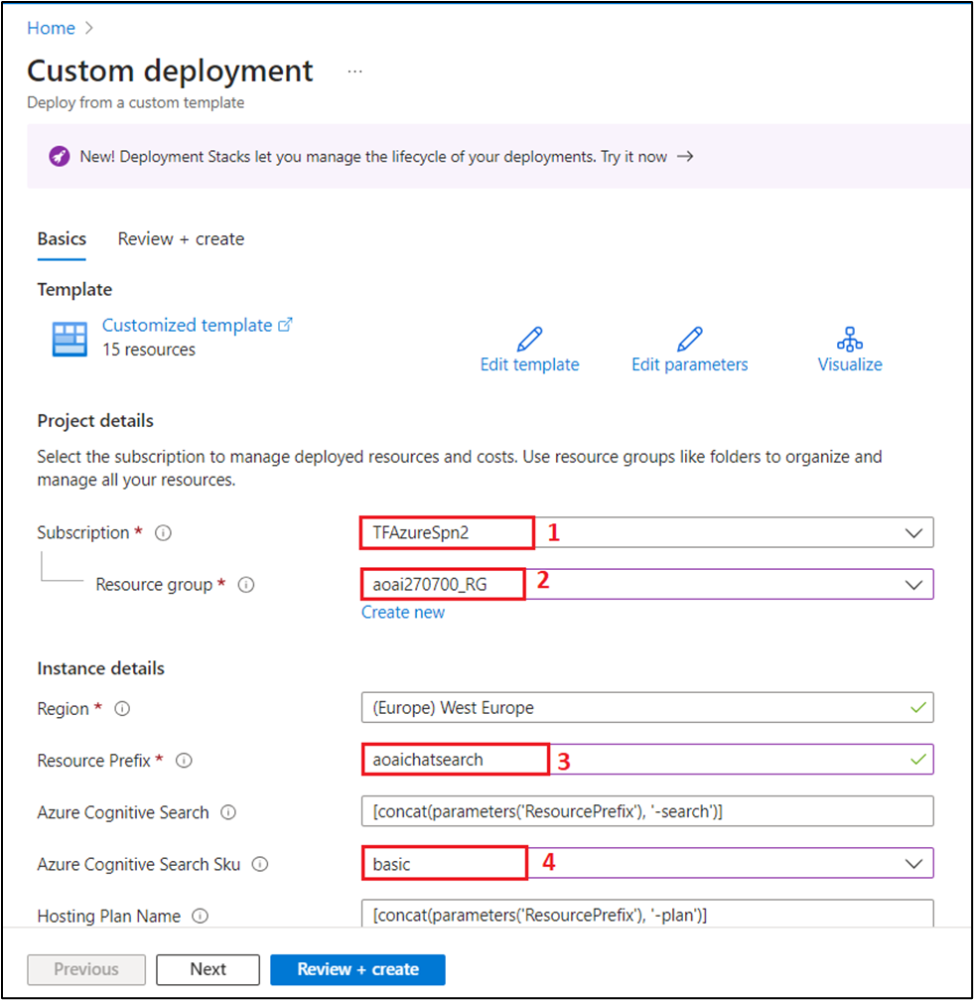 Home >
Custom deployment ...
Deploy from a custom template
New! Deployment Stacks let you manage the lifecycle of your deployments. Try it now →
Basics Review + create
Template
Customized template
15 resources
Edit template Edit parameters Visualize
Project details
Select the subscription to manage deployed resources and costs. Use resource groups like folders to organize and
manage all your resources.
Subscription * TFAzureSpn2 1
Resource group * aoai270700_RG 2
Create new
Instance details
Region * (Europe) West Europe
Resource Prefix * aoaichatsearch 3
Azure Cognitive Search [concat(parameters('ResourcePrefix'), '-search')]
Azure Cognitive Search Sku basic 4
Hosting Plan Name [concat(parameters('ResourcePrefix'), '-plan')]
Previous Next Review + create